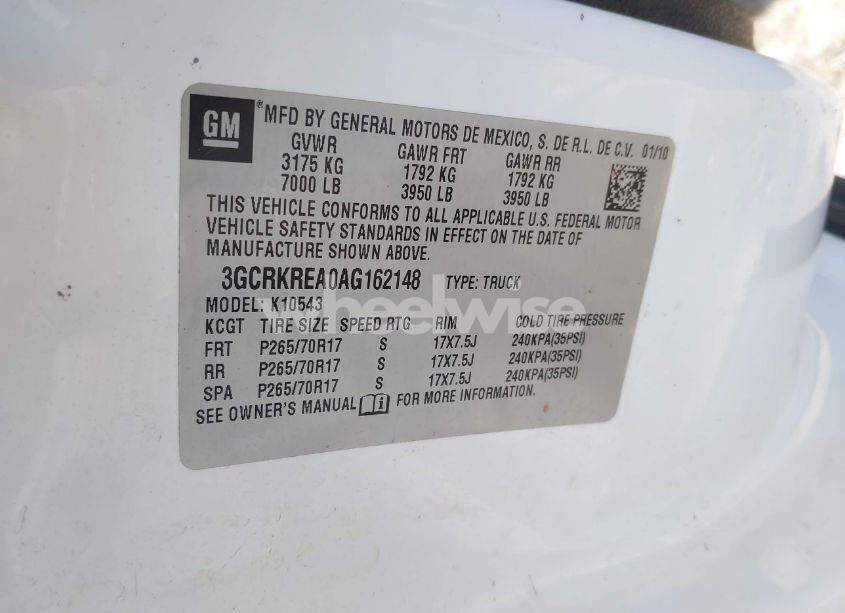 GM
® MFD BY GENERAL MOTORS DE MEXICO, S. DE R.L. DE C.V. 01/10
GVWR GAWR FRT GAWR RR
3175 KG 1792 KG 1792 KG
7000 LB 3950 LB 3950 LB
THIS VEHICLE CONFORMS TO ALL APPLICABLE U.S. FEDERAL MOTOR
VEHICLE SAFETY STANDARDS IN EFFECT ON THE DATE OF
MANUFACTURE SHOWN ABOVE.
3GCRKREA0AG162148 TYPE: TRUCK
MODEL: K10543
wheelwise
KCGT TIRE SIZE SPEED RTG RIM COLD TIRE PRESSURE
FRT P265/70R17 S 17X7.5J 240KPA(35PSI)
RR P265/70R17 S 17X7.5J 240KPA(35PSI)
SPA P265/70R17 S 17X7.5J 240KPA(35PSI)
SEE OWNER'S MANUAL FOR MORE INFORMATION.